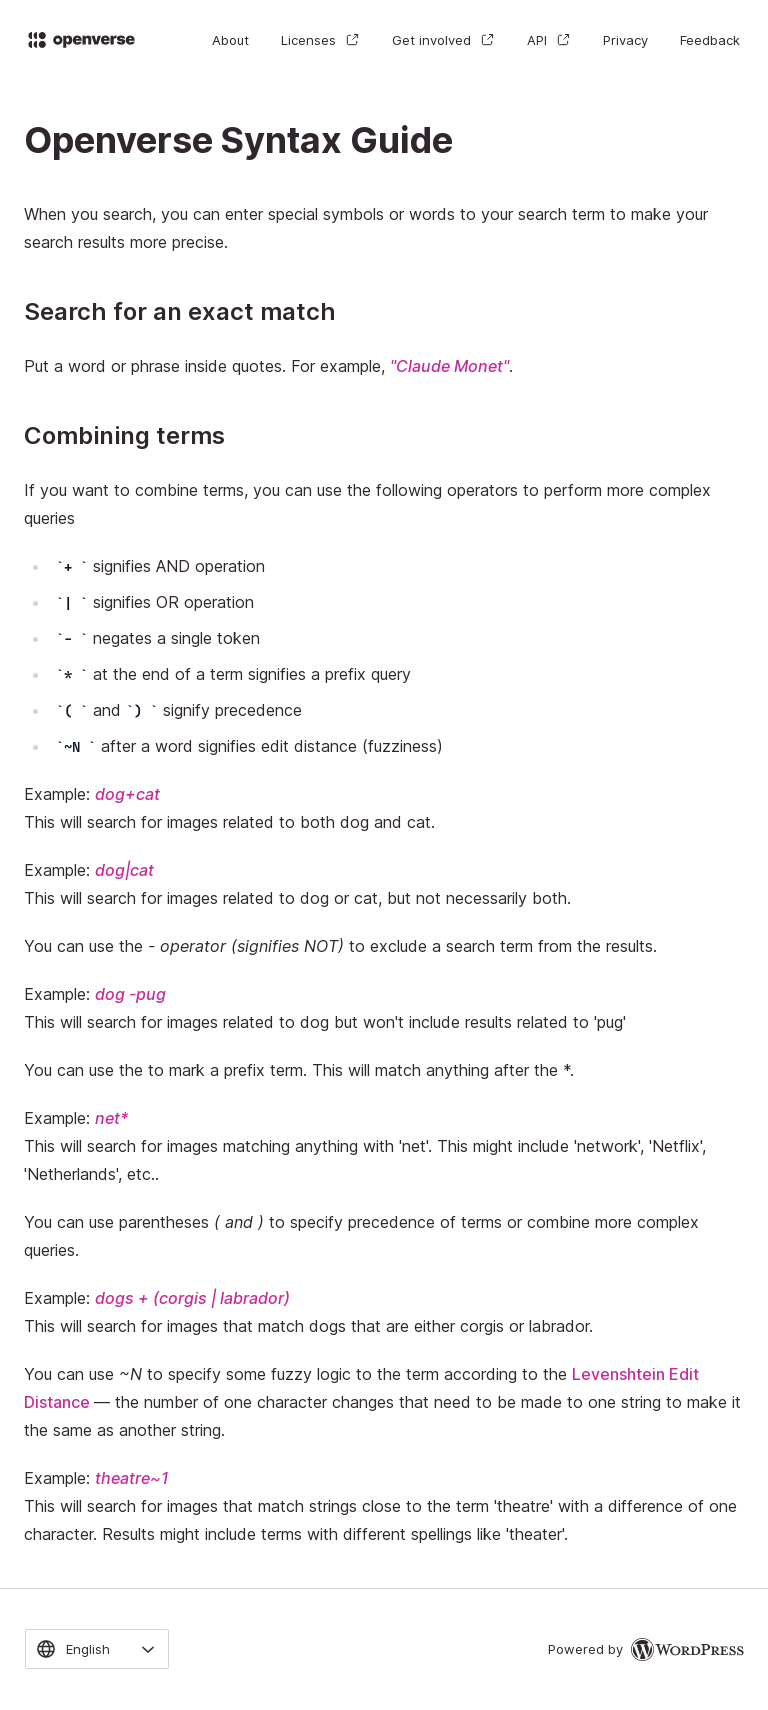 openverse About Licenses Get involved API Privacy Feedback
Openverse Syntax Guide
When you search, you can enter special symbols or words to your search term to make your
search results more precise.
Search for an exact match
Put a word or phrase inside quotes. For example, "Claude Monet".
Combining terms
If you want to combine terms, you can use the following operators to perform more complex
queries
`+ ` signifies AND operation
`| ` signifies OR operation
`- ` negates a single token
`* ` at the end of a term signifies a prefix query
`( ` and `) ` signify precedence
`~N ` after a word signifies edit distance (fuzziness)
Example: dog+cat
This will search for images related to both dog and cat.
Example: dog|cat
This will search for images related to dog or cat, but not necessarily both.
You can use the - operator (signifies NOT) to exclude a search term from the results.
Example: dog -pug
This will search for images related to dog but won't include results related to 'pug'
You can use the to mark a prefix term. This will match anything after the *.
Example: net*
This will search for images matching anything with 'net'. This might include 'network', 'Netflix',
'Netherlands', etc..
You can use parentheses ( and ) to specify precedence of terms or combine more complex
queries.
Example: dogs + (corgis | labrador)
This will search for images that match dogs that are either corgis or labrador.
You can use ~N to specify some fuzzy logic to the term according to the Levenshtein Edit
Distance — the number of one character changes that need to be made to one string to make it
the same as another string.
Example: theatre~1
This will search for images that match strings close to the term 'theatre' with a difference of one
character. Results might include terms with different spellings like 'theater'.
English Powered by WordPress